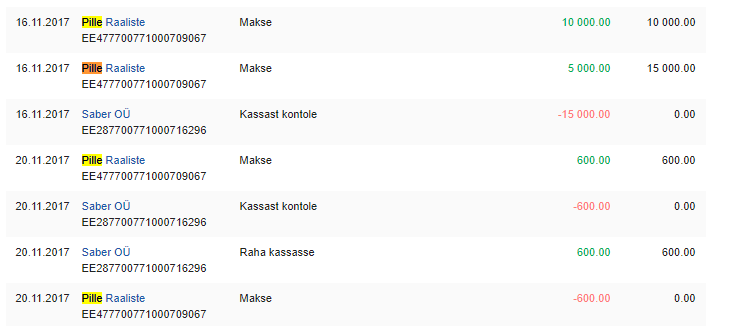 16.11.2017 Pille Raaliste Makse 10 000.00 10 000.00
EE477700771000709067
16.11.2017 Pille Raaliste Makse 5 000.00 15 000.00
EE477700771000709067
16.11.2017 Saber OÜ Kassast kontole -15 000.00 0.00
EE287700771000716296
20.11.2017 Pille Raaliste Makse 600.00 600.00
EE477700771000709067
20.11.2017 Saber OÜ Kassast kontole -600.00 0.00
EE287700771000716296
20.11.2017 Saber OÜ Raha kassasse 600.00 600.00
EE287700771000716296
20.11.2017 Pille Raaliste Makse -600.00 0.00
EE477700771000709067